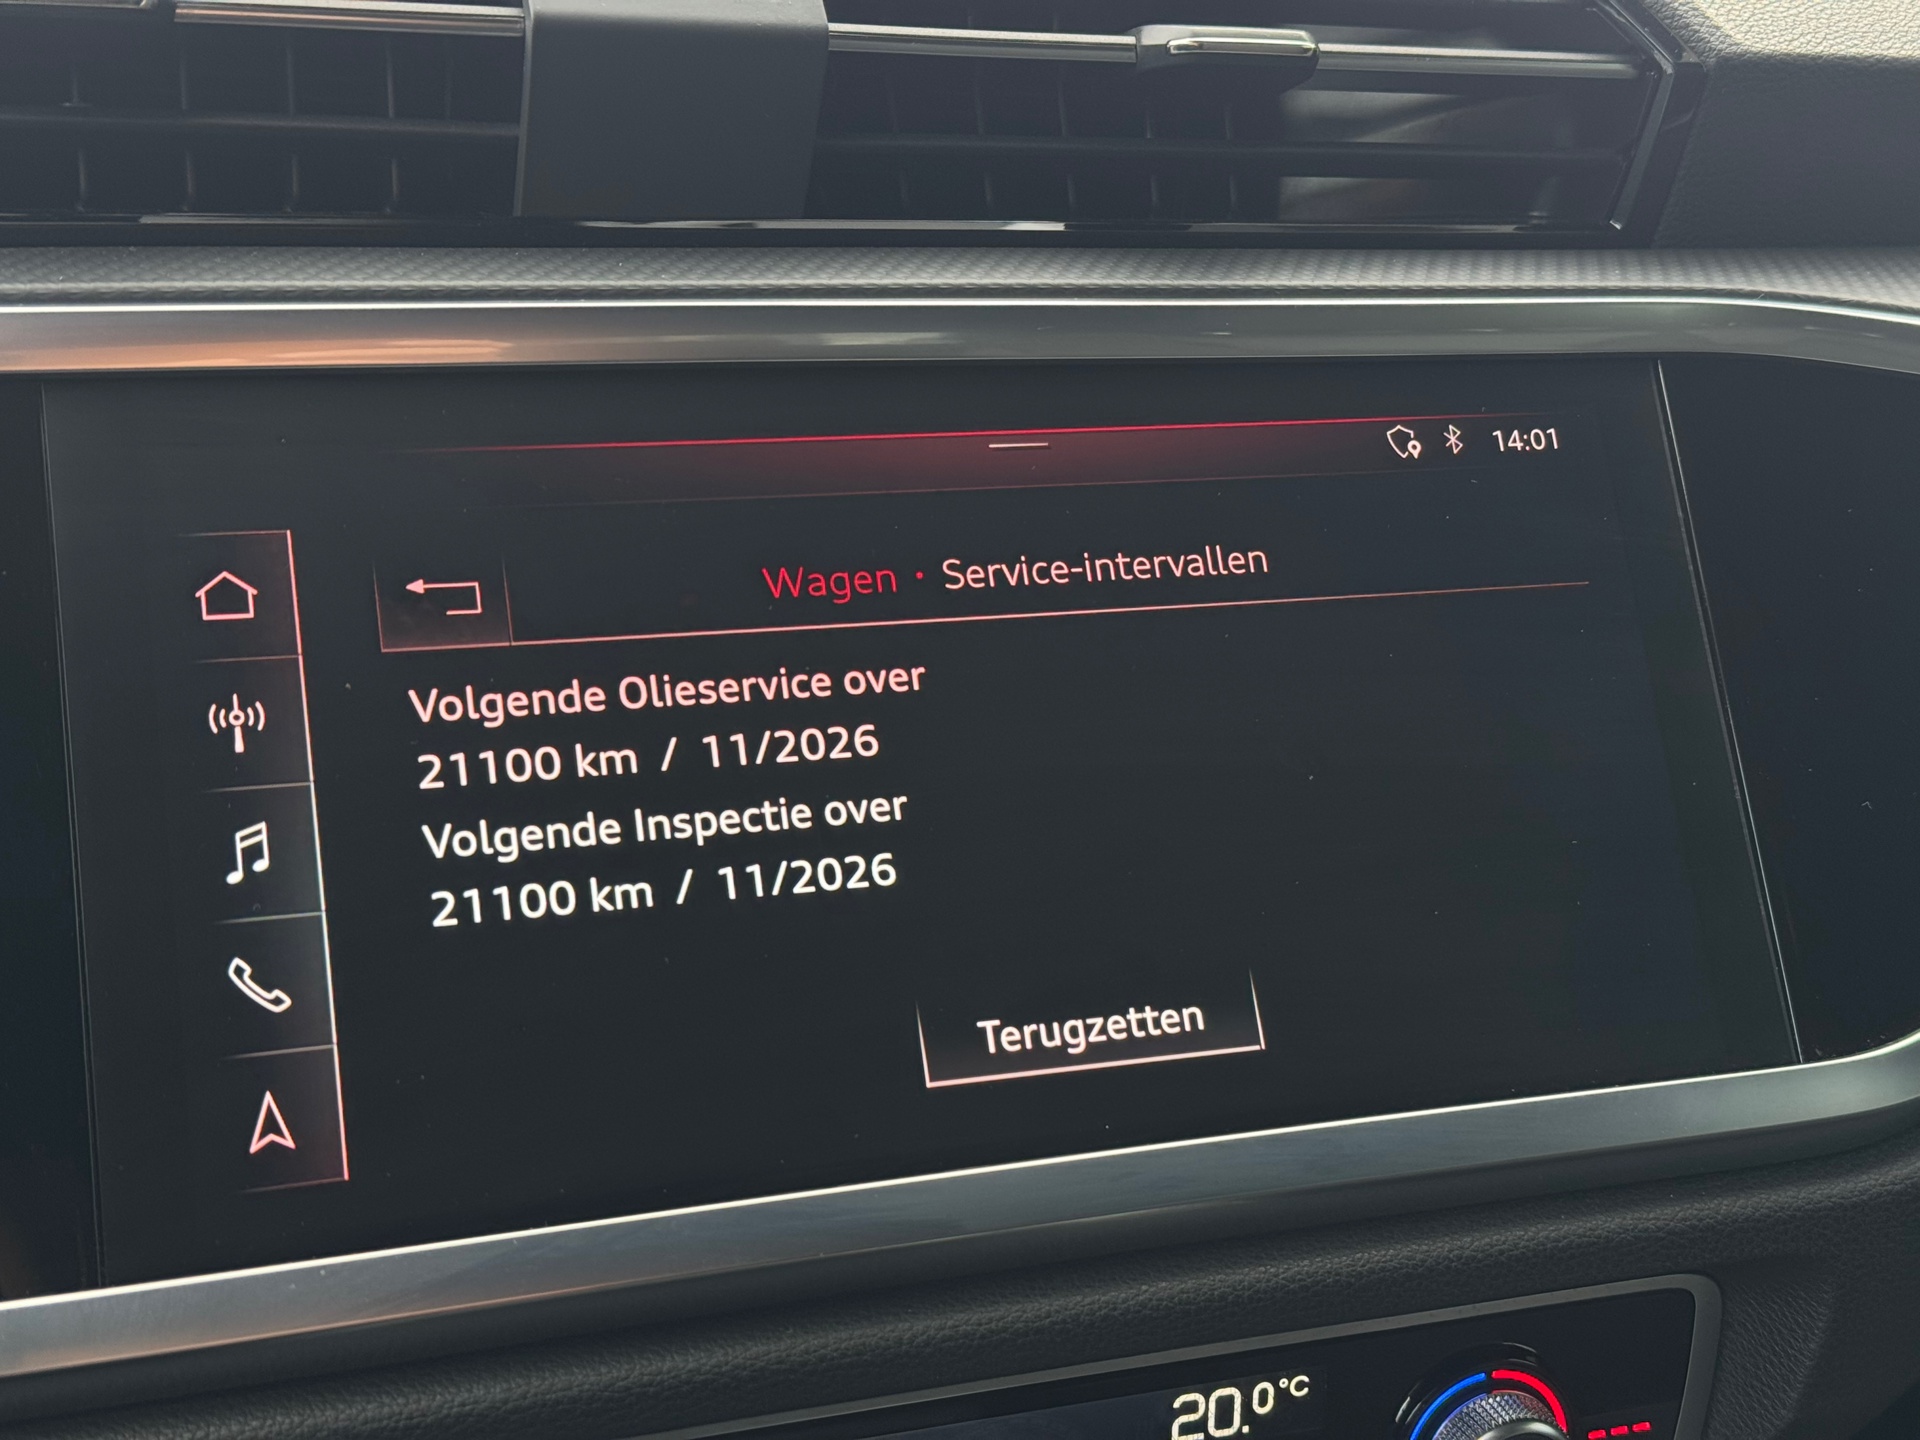 14:01
Wagen · Service-intervallen
Volgende Olieservice over
21100 km / 11/2026
Volgende Inspectie over
21100 km / 11/2026
Terugzetten
20.0°C